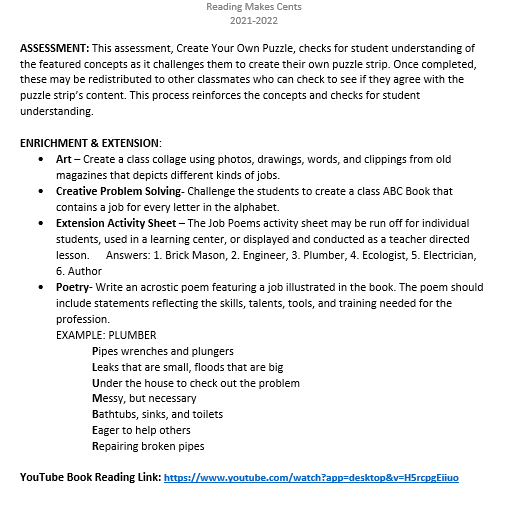 Reading Makes Cents
2021-2022
ASSESSMENT: This assessment, Create Your Own Puzzle, checks for student understanding of
the featured concepts as it challenges them to create their own puzzle strip. Once completed,
these may be redistributed to other classmates who can check to see if they agree with the
puzzle strip's content. This process reinforces the concepts and checks for student
understanding.
ENRICHMENT & EXTENSION:
• Art – Create a class collage using photos, drawings, words, and clippings from old
magazines that depicts different kinds of jobs.
• Creative Problem Solving- Challenge the students to create a class ABC Book that
contains a job for every letter in the alphabet.
• Extension Activity Sheet – The Job Poems activity sheet may be run off for individual
students, used in a learning center, or displayed and conducted as a teacher directed
lesson. Answers: 1. Brick Mason, 2. Engineer, 3. Plumber, 4. Ecologist, 5. Electrician,
6. Author
• Poetry- Write an acrostic poem featuring a job illustrated in the book. The poem should
include statements reflecting the skills, talents, tools, and training needed for the
profession.
EXAMPLE: PLUMBER
Pipes wrenches and plungers
Leaks that are small, floods that are big
Under the house to check out the problem
Messy, but necessary
Bathtubs, sinks, and toilets
Eager to help others
Repairing broken pipes
YouTube Book Reading Link: https://www.youtube.com/watch?app=desktop&v=H5rcpgEiiuo